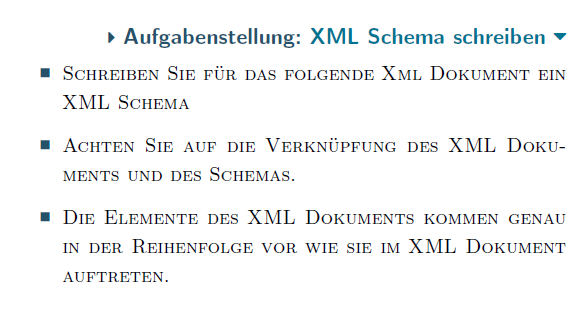 Aufgabenstellung: XML Schema schreiben
Schreiben Sie für das folgende Xml Dokument ein
XML Schema
Achten Sie auf die Verknüpfung des XML Doku-
ments und des Schemas.
Die Elemente des XML Dokuments kommen genau
in der Reihenfolge vor wie sie im XML Dokument
auftreten.